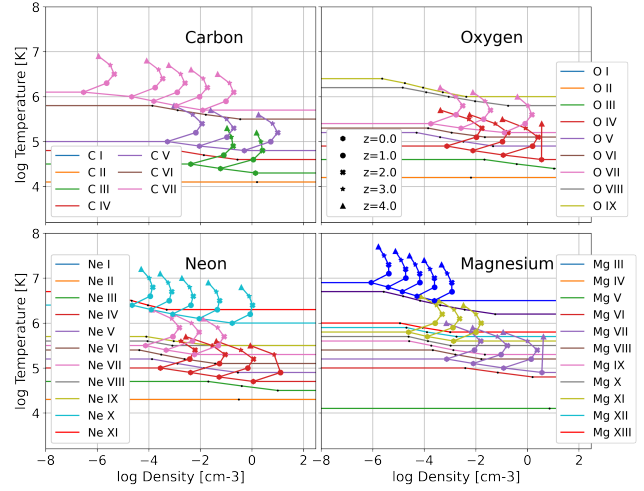 Carbon
Oxygen
log Temperature [K]
8
7
6
5
4
C I
C II
C III
C IV
C V
C VI
C VII
z=0.0
z=1.0
z=2.0
z=3.0
z=4.0
O I
O II
O III
O IV
O V
O VI
O VII
O VIII
O IX
Neon
Magnesium
log Temperature [K]
8
7
6
5
4
Ne I
Ne II
Ne III
Ne IV
Ne V
Ne VI
Ne VII
Ne VIII
Ne IX
Ne X
Ne XI
Mg III
Mg IV
Mg V
Mg VI
Mg VII
Mg VIII
Mg IX
Mg X
Mg XI
Mg XII
Mg XIII
−8 −6 −4 −2 0 2
−8 −6 −4 −2 0 2
log Density [cm-3]
log Density [cm-3]